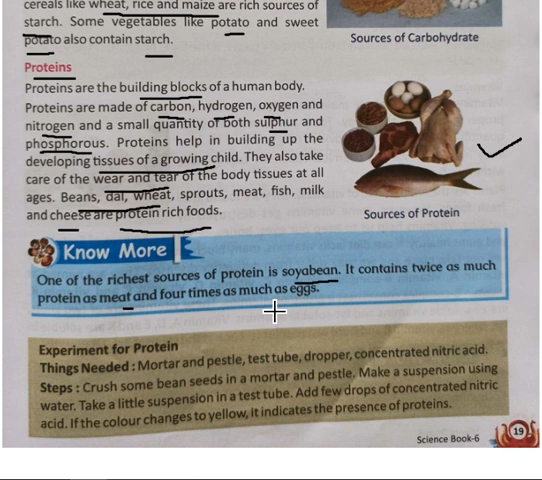 cereals like wheat, rice and maize are rich sources of
starch. Some vegetables like potato and sweet
potato also contain starch.
Sources of Carbohydrate
Proteins
Proteins are the building blocks of a human body.
Proteins are made of carbon, hydrogen, oxygen and
nitrogen and a small quantity of both sulphur and
phosphorous. Proteins help in building up the
developing tissues of a growing child. They also take
care of the wear and tear of the body tissues at all
ages. Beans, dal, wheat, sprouts, meat, fish, milk
and cheese are protein rich foods.
Sources of Protein
Know More
One of the richest sources of protein is soyabean. It contains twice as much
protein as meat and four times as much as eggs.
Experiment for Protein
Things Needed : Mortar and pestle, test tube, dropper, concentrated nitric acid.
Steps : Crush some bean seeds in a mortar and pestle. Make a suspension using
water. Take a little suspension in a test tube. Add few drops of concentrated nitric
acid. If the colour changes to yellow, it indicates the presence of proteins.
Science Book-6
19